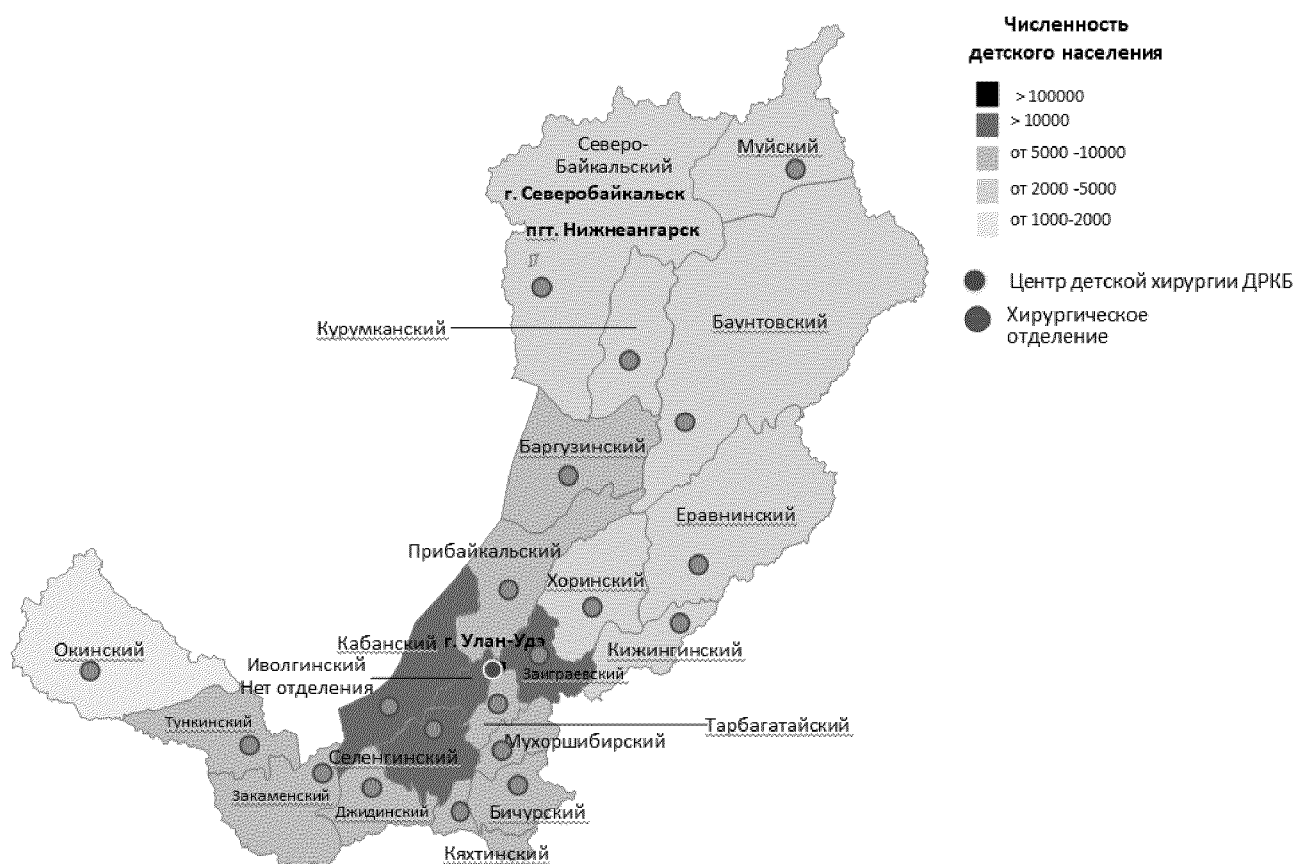 Численность
детского населения
> 100000
> 10000
от 5000 -10000
от 2000 -5000
от 1000-2000
Центр детской хирургии ДРКБ
Хирургическое
отделение
Северо-
Байкальский
г. Северобайкальск
пгт. Нижнеангарск
17
Муйский
Курумканский
Баунтовский
Баргузинский
Еравнинский
Прибайкальский
Хоринский
Окинский
Кабанский
г. Улан-Удэ
Кижингинский
Иволгинский
Нет отделения
Заиграевский
Тункинский
Тарбагатайский
Мухоршибирский
Селенгинский
Закаменский
Джидинский
Бичурский
Кяхтинский